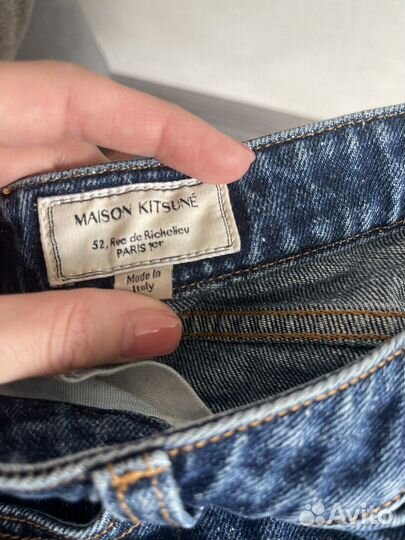 MAISON KITSUNÉ
52, Rue de Richelieu
PARIS 1er
Made in
Italy
Avito